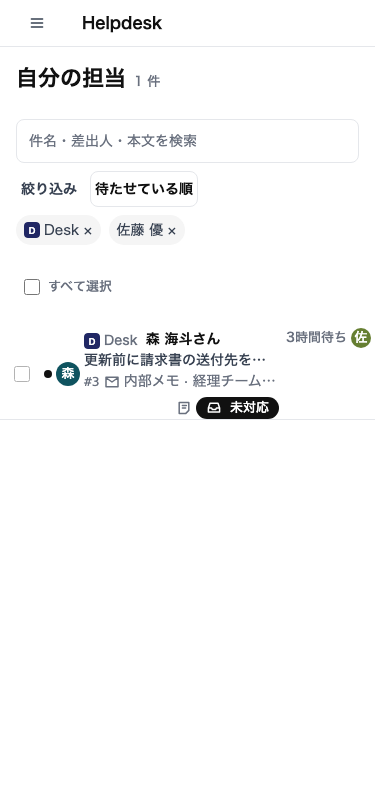 Helpdesk
自分の担当 1 件
件名・差出人・本文を検索
絞り込み 待たせている順
D Desk × 佐藤 優 ×
すべて選択
D Desk 森 海斗さん 3時間待ち 佐
森 更新前に請求書の送付先を…
#3 内部メモ · 経理チーム…
未対応